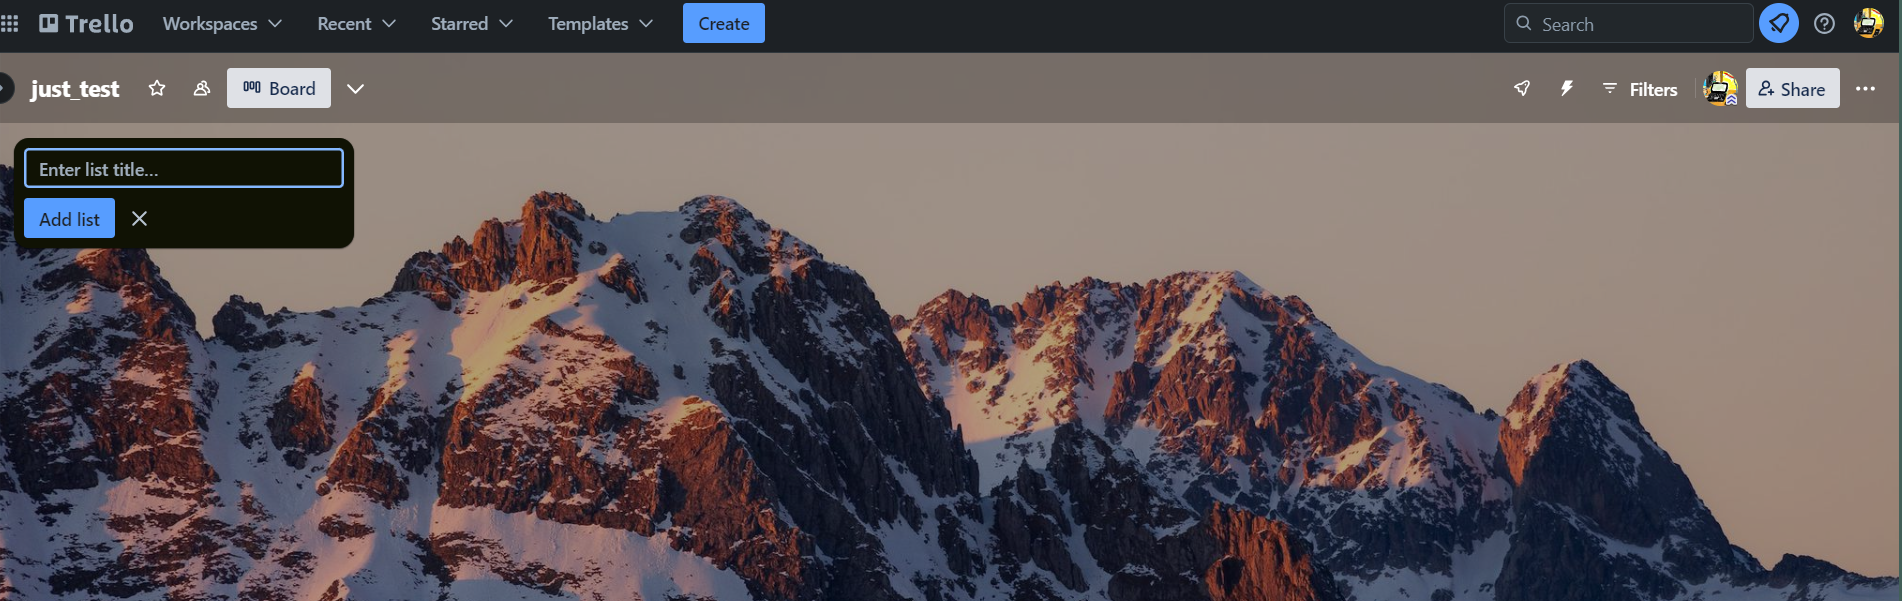 Trello Workspaces Recent Starred Templates Create Search
just_test Board Filters Share
Enter list title...
Add list